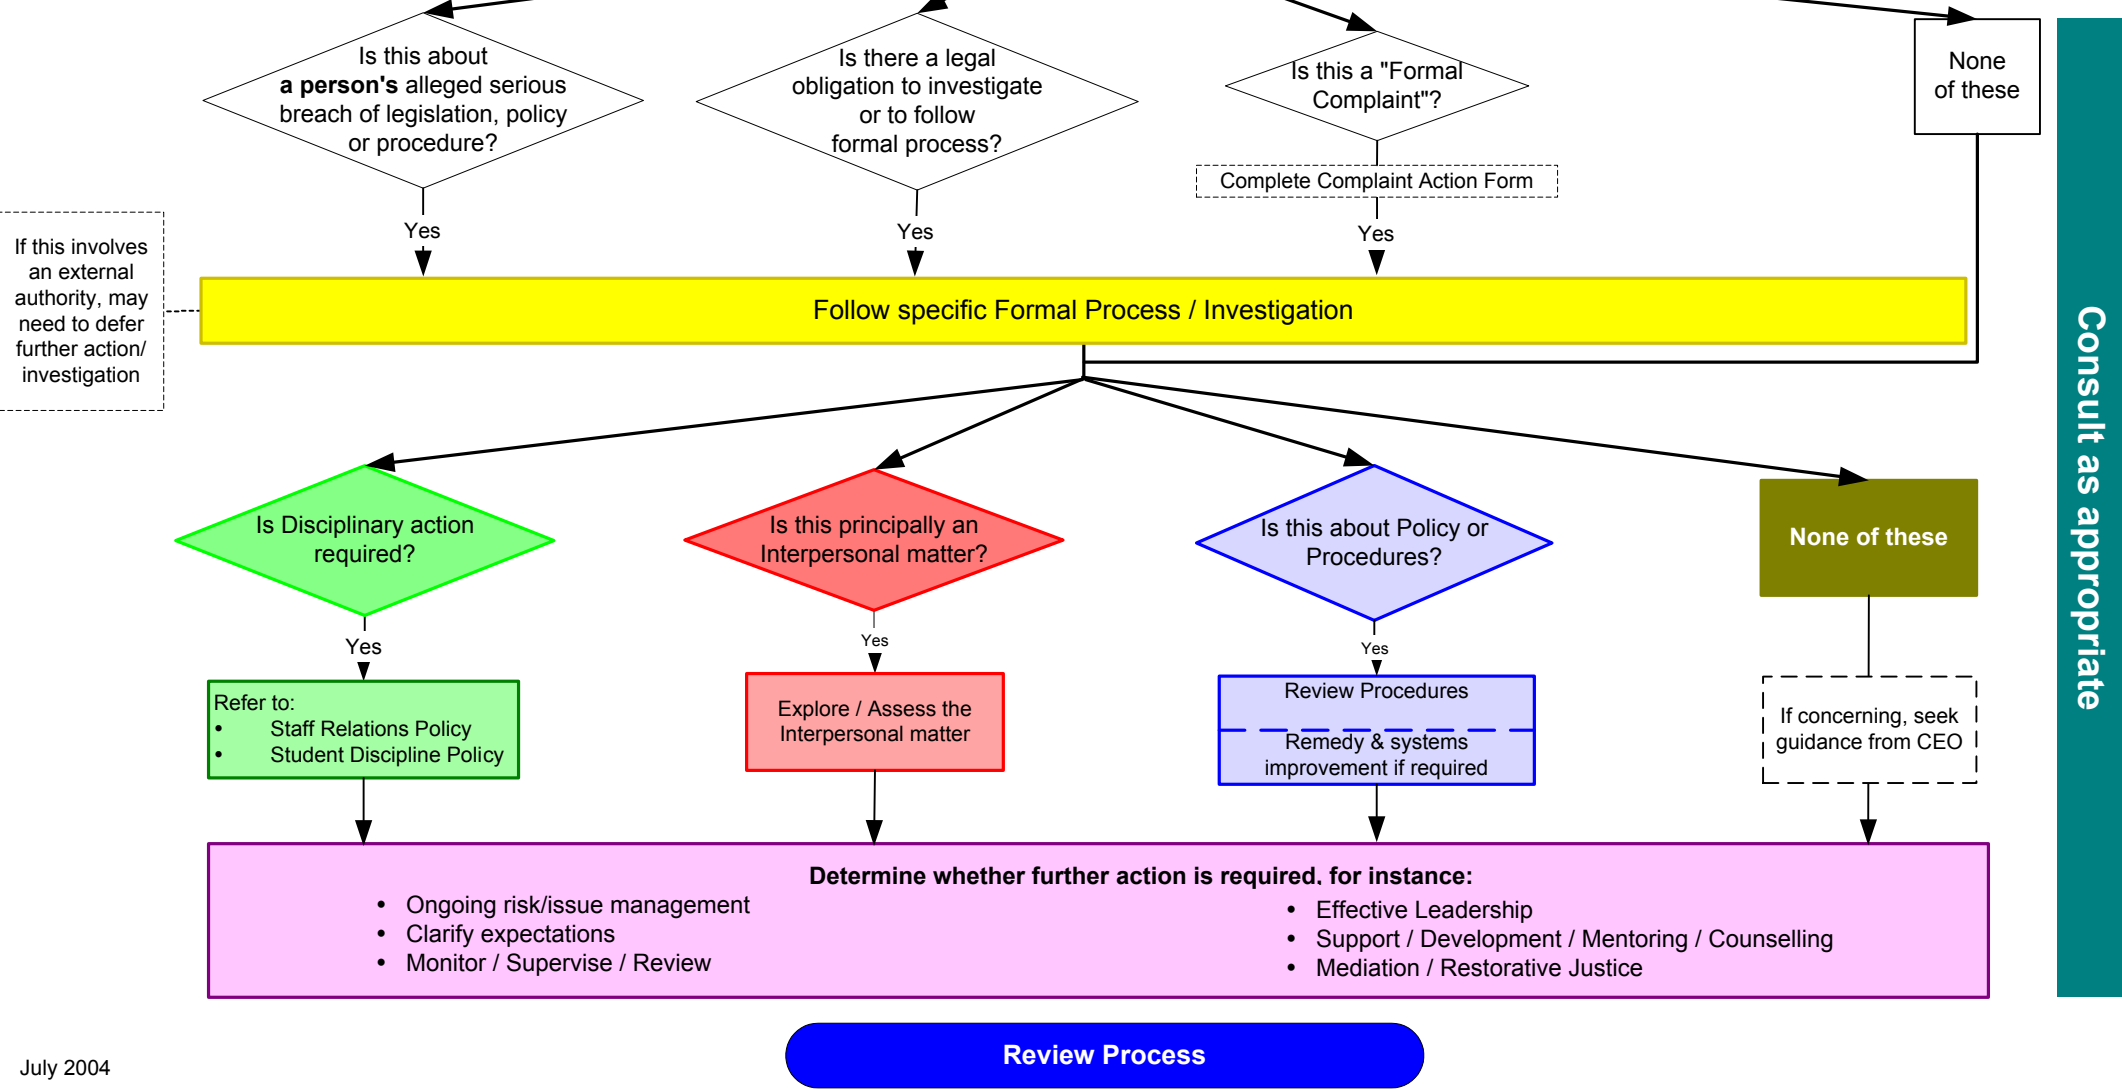 Is this about
a person's alleged serious
breach of legislation, policy
or procedure?
Is there a legal
obligation to investigate
or to follow
formal process?
Is this a "Formal
Complaint"?
None
of these
Complete Complaint Action Form
Yes
Yes
Yes
If this involves
an external
authority, may
need to defer
further action/
investigation
Follow specific Formal Process / Investigation
Consult as appropriate
Is Disciplinary action
required?
Is this principally an
Interpersonal matter?
Is this about Policy or
Procedures?
None of these
Yes
Yes
Yes
Refer to:
• Staff Relations Policy
• Student Discipline Policy
Explore / Assess the
Interpersonal matter
Review Procedures
Remedy & systems
improvement if required
If concerning, seek
guidance from CEO
Determine whether further action is required, for instance:
• Ongoing risk/issue management
• Clarify expectations
• Monitor / Supervise / Review
• Effective Leadership
• Support / Development / Mentoring / Counselling
• Mediation / Restorative Justice
Review Process
July 2004